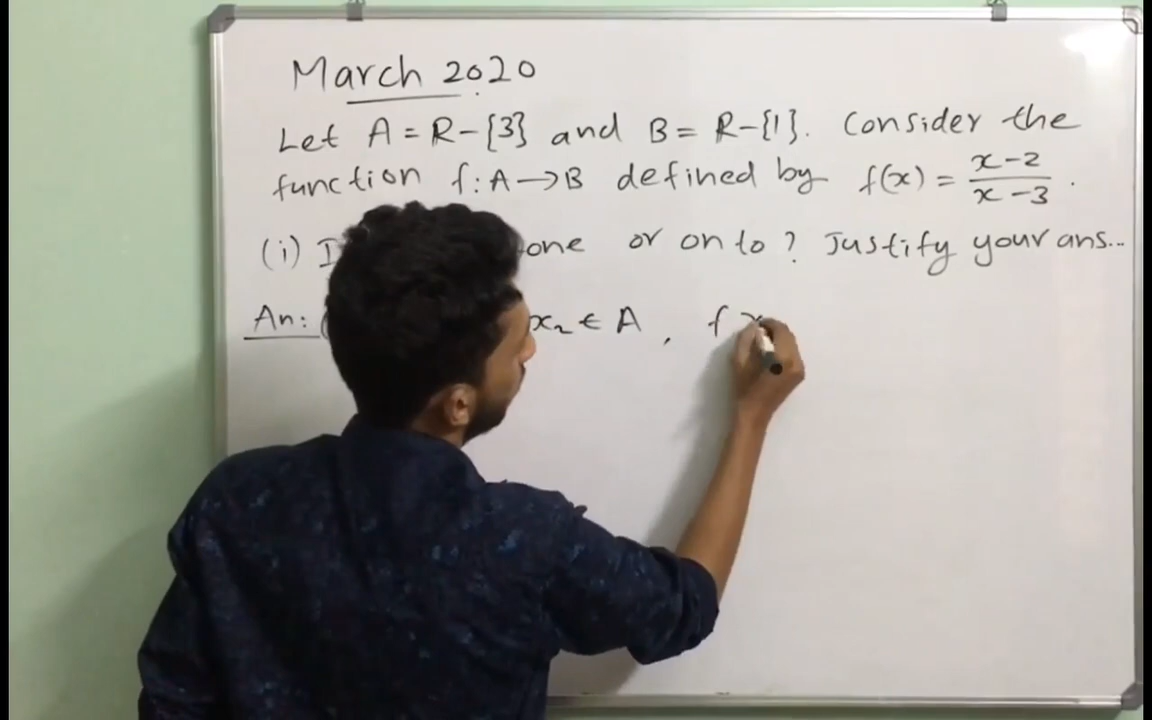 March 2020
Let A = R-{3} and B = R-{1}. Consider the
function f: A→B defined by f(x) = x-2 / x-3 .
(i) I one or onto? Justify your ans...
An: ( x₂ ∈ A , f x